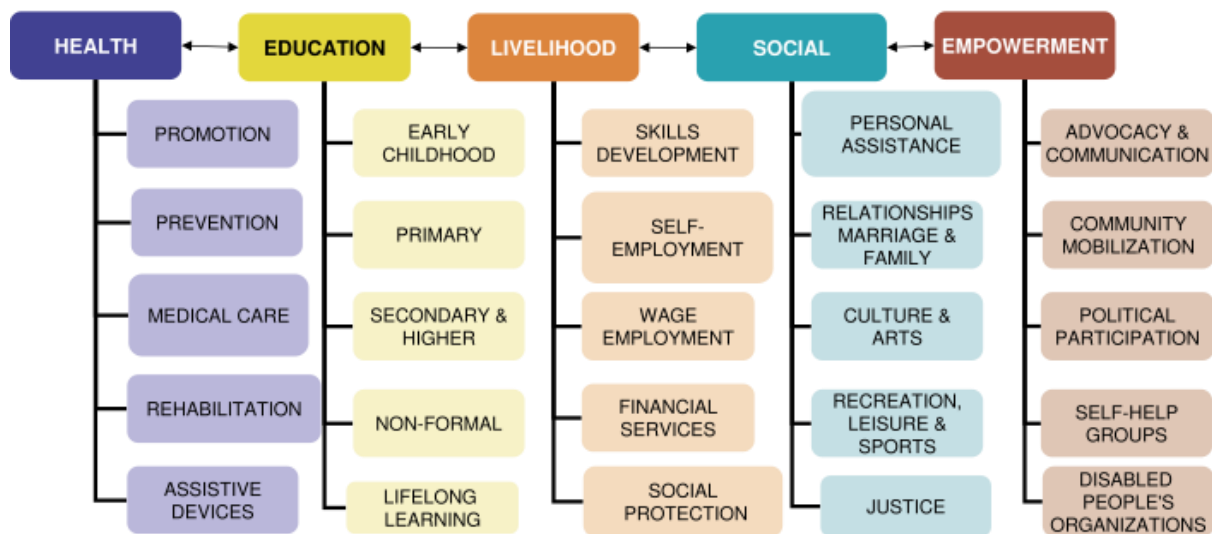 HEALTH
EDUCATION
LIVELIHOOD
SOCIAL
EMPOWERMENT
PROMOTION
PREVENTION
MEDICAL CARE
REHABILITATION
ASSISTIVE
DEVICES
EARLY
CHILDHOOD
PRIMARY
SECONDARY &
HIGHER
NON-FORMAL
LIFELONG
LEARNING
SKILLS
DEVELOPMENT
SELF-
EMPLOYMENT
WAGE
EMPLOYMENT
FINANCIAL
SERVICES
SOCIAL
PROTECTION
PERSONAL
ASSISTANCE
RELATIONSHIPS
MARRIAGE &
FAMILY
CULTURE &
ARTS
RECREATION,
LEISURE &
SPORTS
JUSTICE
ADVOCACY &
COMMUNICATION
COMMUNITY
MOBILIZATION
POLITICAL
PARTICIPATION
SELF-HELP
GROUPS
DISABLED
PEOPLE'S
ORGANIZATIONS